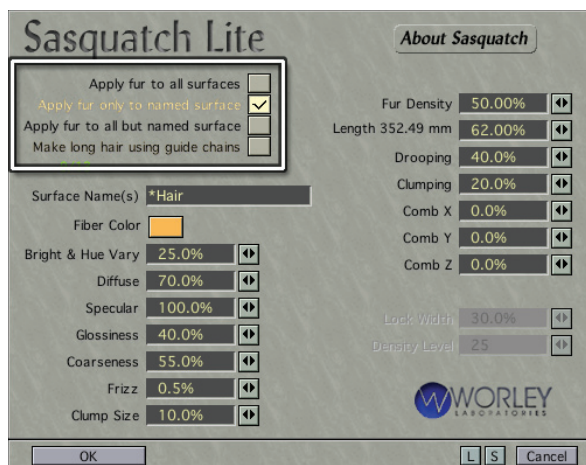 Sasquatch Lite
About Sasquatch
Apply fur to all surfaces
Apply fur only to named surface
Apply fur to all but named surface
Make long hair using guide chains
Surface Name(s) *Hair
Fiber Color
Bright & Hue Vary 25.0%
Diffuse 70.0%
Specular 100.0%
Glossiness 40.0%
Coarseness 55.0%
Frizz 0.5%
Clump Size 10.0%
Fur Density 50.00%
Length 352.49 mm 62.00%
Drooping 40.0%
Clumping 20.0%
Comb X 0.0%
Comb Y 0.0%
Comb Z 0.0%
Lock Width 30.0%
Density Level 25
WORLEY
LABORATORIES
OK
L S Cancel